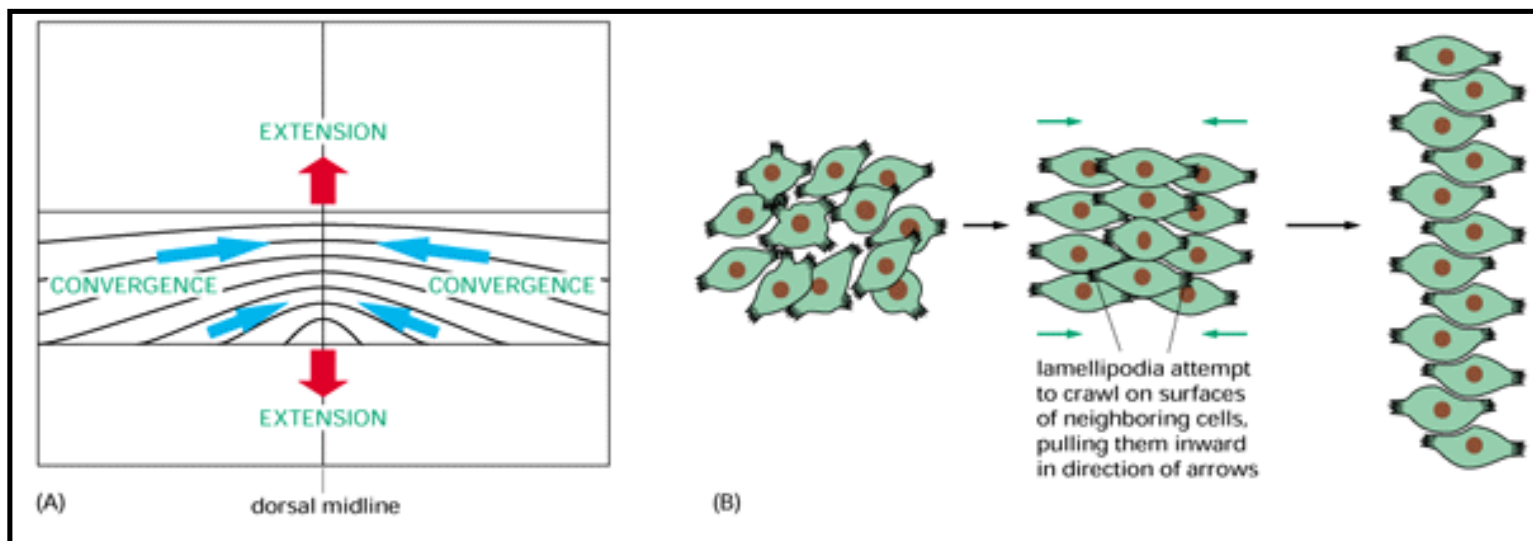 EXTENSION
CONVERGENCE
CONVERGENCE
EXTENSION
dorsal midline
(A)
lamellipodia attempt
to crawl on surfaces
of neighboring cells,
pulling them inward
in direction of arrows
(B)